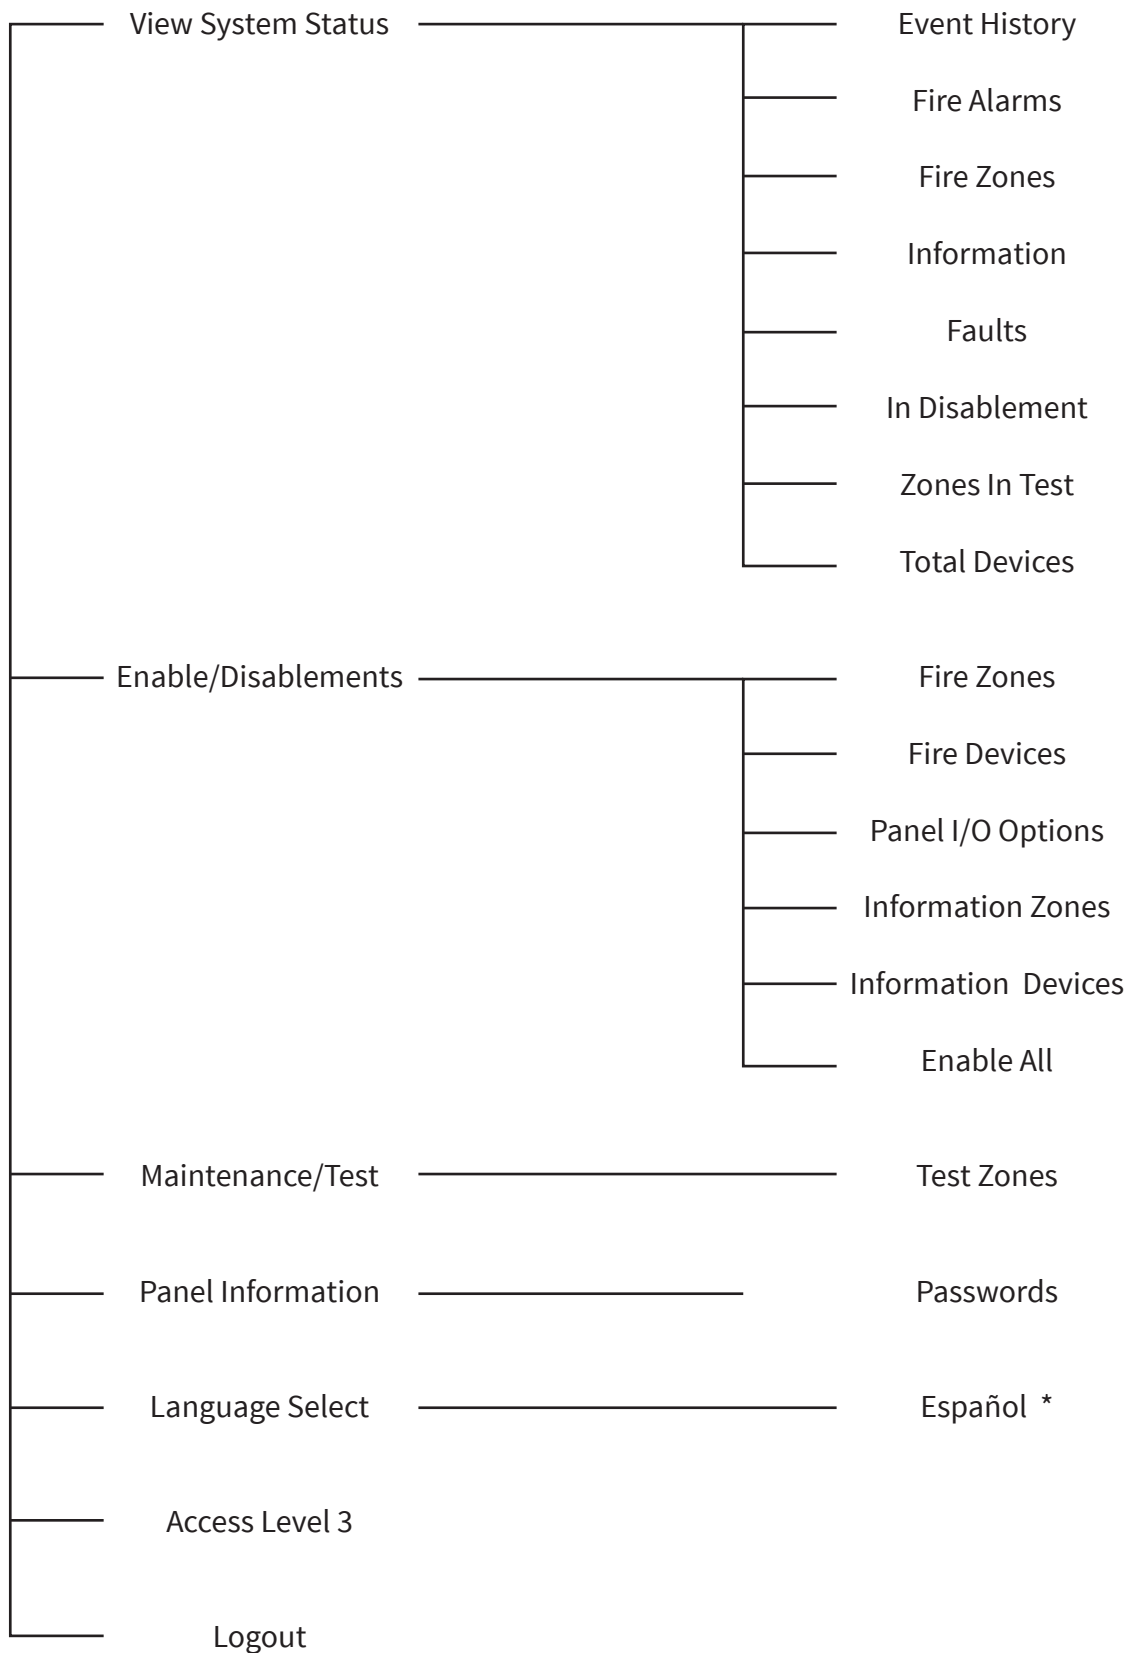 View System Status
Event History
Fire Alarms
Fire Zones
Information
Faults
In Disablement
Zones In Test
Total Devices
Enable/Disablements
Fire Zones
Fire Devices
Panel I/O Options
Information Zones
Information  Devices
Enable All
Maintenance/Test
Test Zones
Panel Information
Passwords
Language Select
Español  *
Access Level 3
Logout